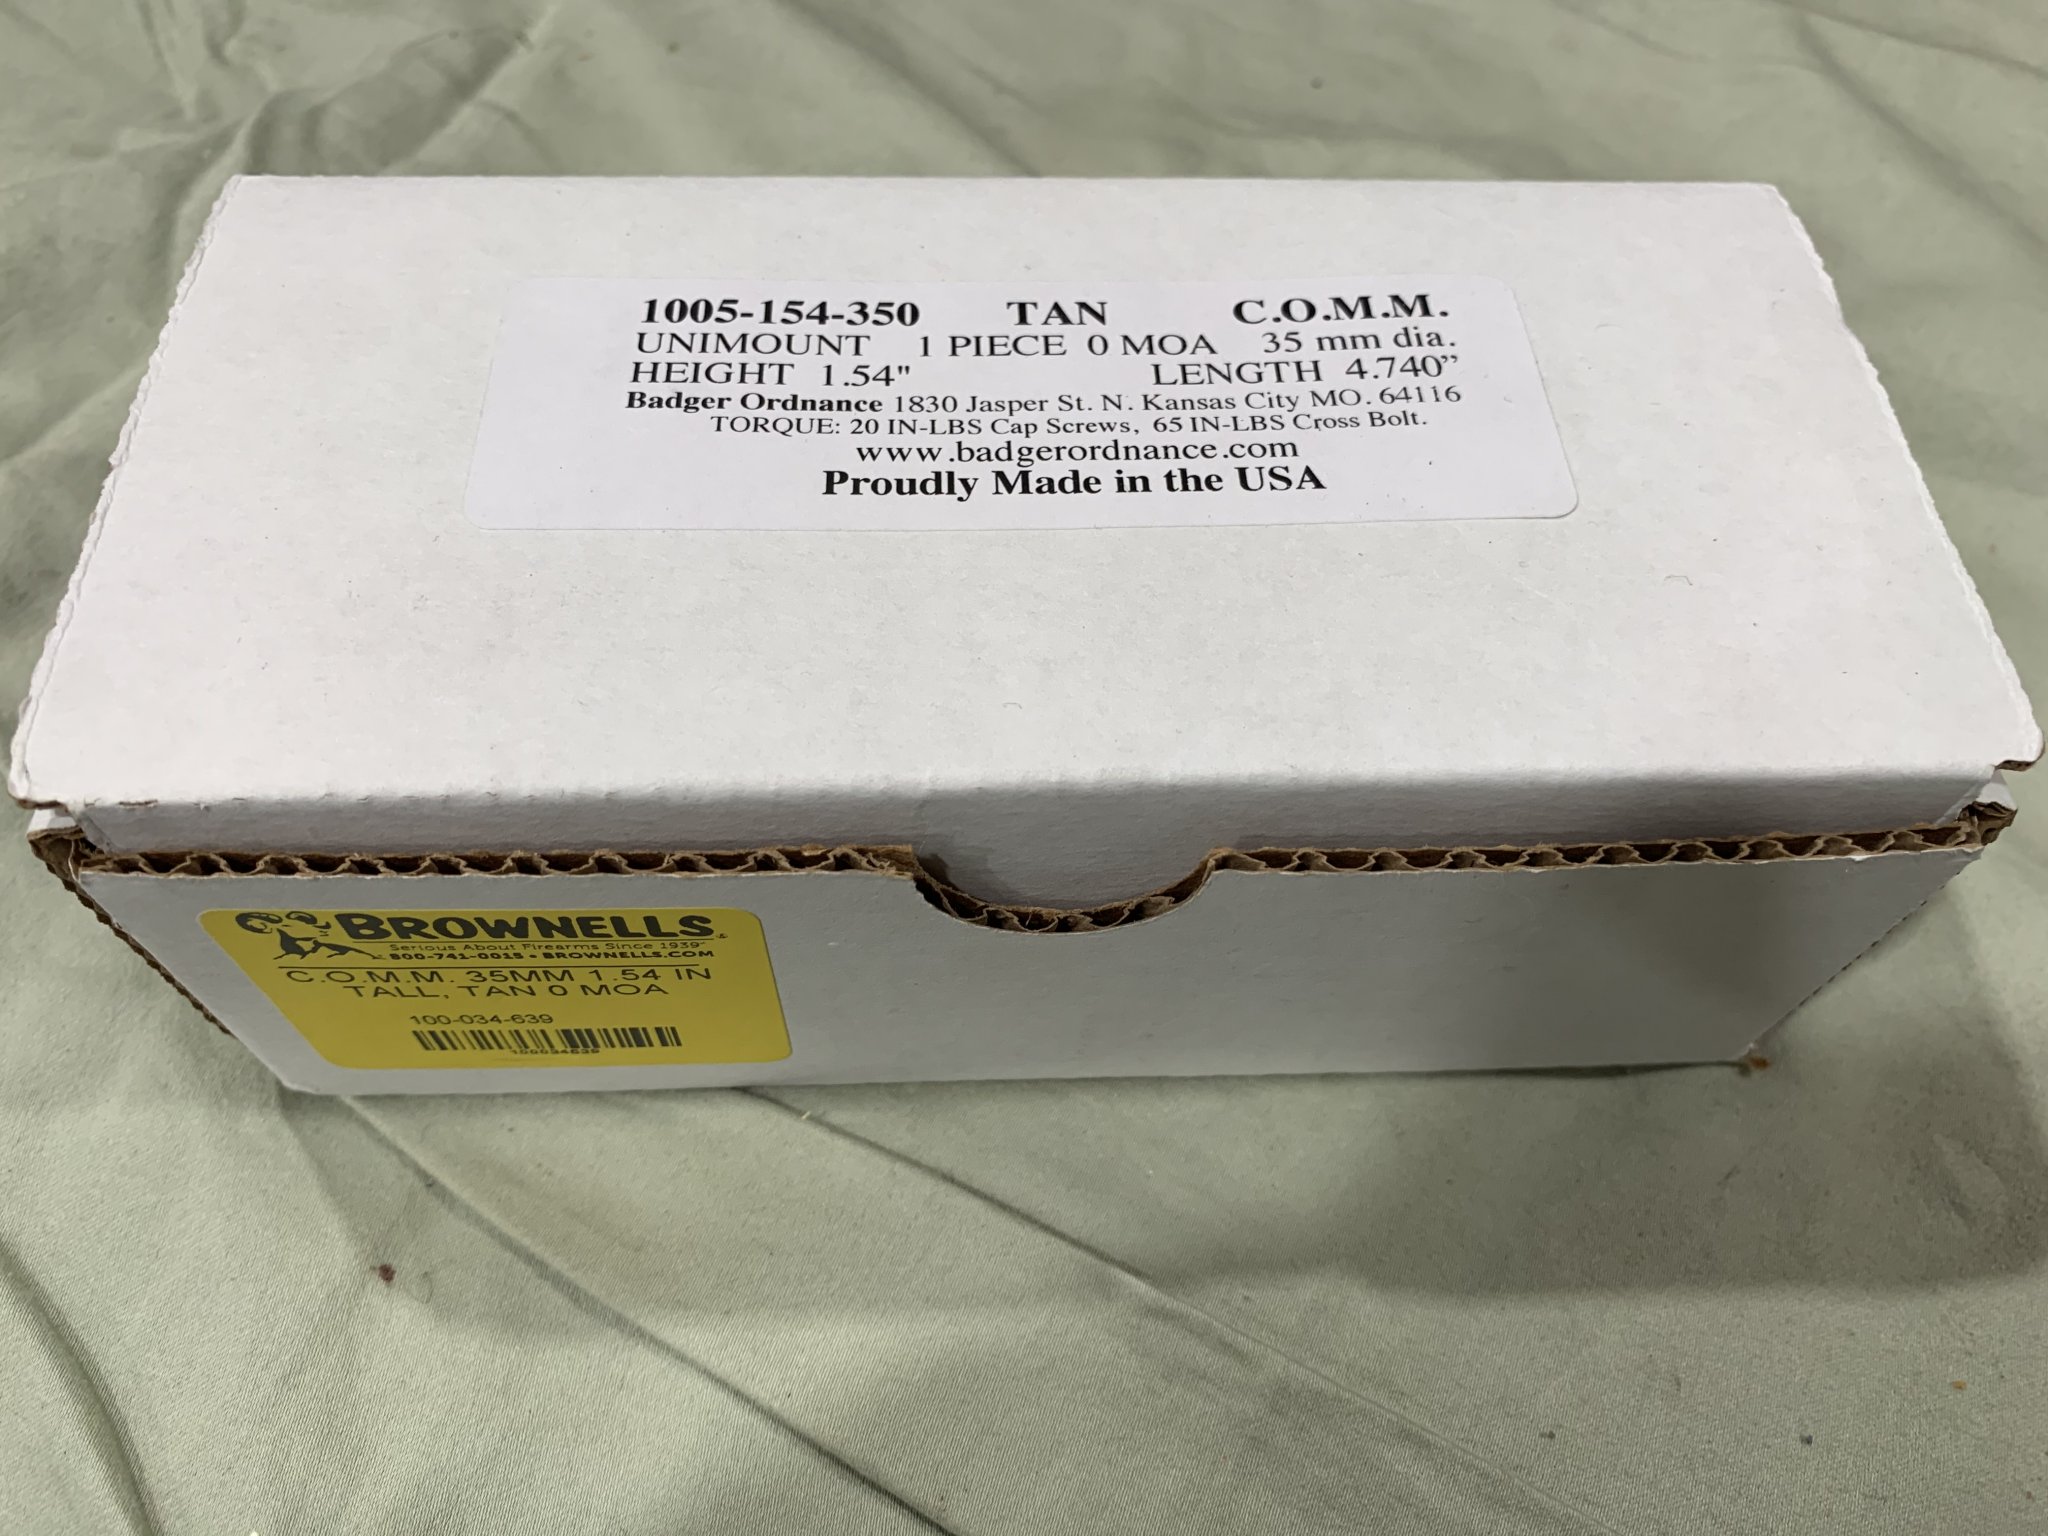 1005-154-350 TAN C.O.M.M.
UNIMOUNT 1 PIECE 0 MOA 35 mm dia.
HEIGHT 1.54" LENGTH 4.740”
Badger Ordnance 1830 Jasper St. N. Kansas City MO. 64116
TORQUE: 20 IN-LBS Cap Screws, 65 IN-LBS Cross Bolt.
www.badgerordnance.com
Proudly Made in the USA
BROWNELLS
Serious About Firearms Since 1939
800-741-0015 • BROWNELLS.COM
C.O.M.M. 35MM 1.54 IN
TALL, TAN 0 MOA
100-034-639
100034639